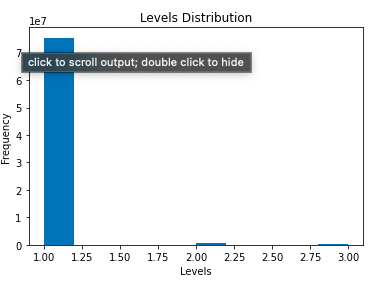 Levels Distribution
1e7
7
click to scroll output; double click to hide
6
5
4
3
2
1
0
Frequency
1.00 1.25 1.50 1.75 2.00 2.25 2.50 2.75 3.00
Levels